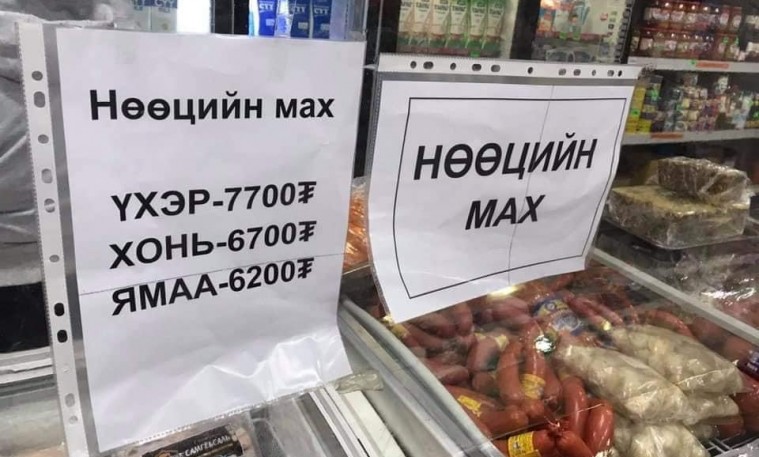 Нөөцийн мах
ҮХЭР-7700₮
ХОНЬ-6700₮
ЯМАА-6200₮
НӨӨЦИЙН
МАХ